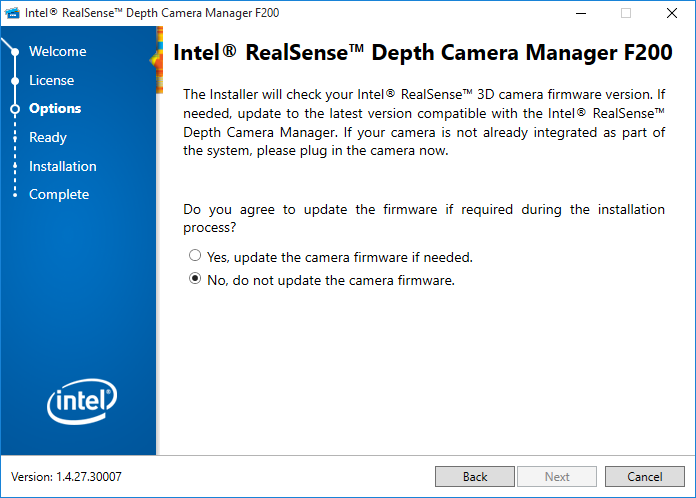 Intel® RealSense™ Depth Camera Manager F200
Welcome
License
Options
Ready
Installation
Complete
intel
Intel® RealSense™ Depth Camera Manager F200
The Installer will check your Intel® RealSense™ 3D camera firmware version. If
needed, update to the latest version compatible with the Intel® RealSense™
Depth Camera Manager. If your camera is not already integrated as part of
the system, please plug in the camera now.
Do you agree to update the firmware if required during the installation
process?
Yes, update the camera firmware if needed.
No, do not update the camera firmware.
Version: 1.4.27.30007
Back
Next
Cancel